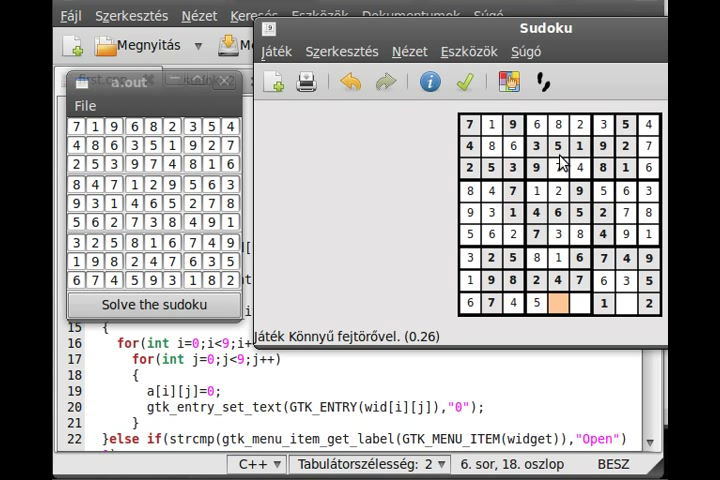 Fájl Szerkesztés Nézet Keresés Eszközök Dokumentumok Súgó
Megnyitás
a.out
File
7 1 9 6 8 2 3 5 4
4 8 6 3 5 1 9 2 7
2 5 3 9 7 4 8 1 6
8 4 7 1 2 9 5 6 3
9 3 1 4 6 5 2 7 8
5 6 2 7 3 8 4 9 1
3 2 5 8 1 6 7 4 9
1 9 8 2 4 7 6 3 5
6 7 4 5 9 3 1 8 2
Solve the sudoku
Sudoku
Játék Szerkesztés Nézet Eszközök Súgó
7 1 9 6 8 2 3 5 4
4 8 6 3 5 1 9 2 7
2 5 3 9 4 8 1 6
8 4 7 1 2 9 5 6 3
9 3 1 4 6 5 2 7 8
5 6 2 7 3 8 4 9 1
3 2 5 8 1 6 7 4 9
1 9 8 2 4 7 6 3 5
6 7 4 5 1 2
Játék Könnyű fejtörővel. (0.26)
15 {
16 for(int i=0;i<9;i+
17 for(int j=0;j<9;j++)
18 {
19 a[i][j]=0;
20 gtk_entry_set_text(GTK_ENTRY(wid[i][j]),"0");
21 }
22 }else if(strcmp(gtk_menu_item_get_label(GTK_MENU_ITEM(widget)),"Open")
C++ Tabulátorszélesség: 2 6. sor, 18. oszlop BESZ